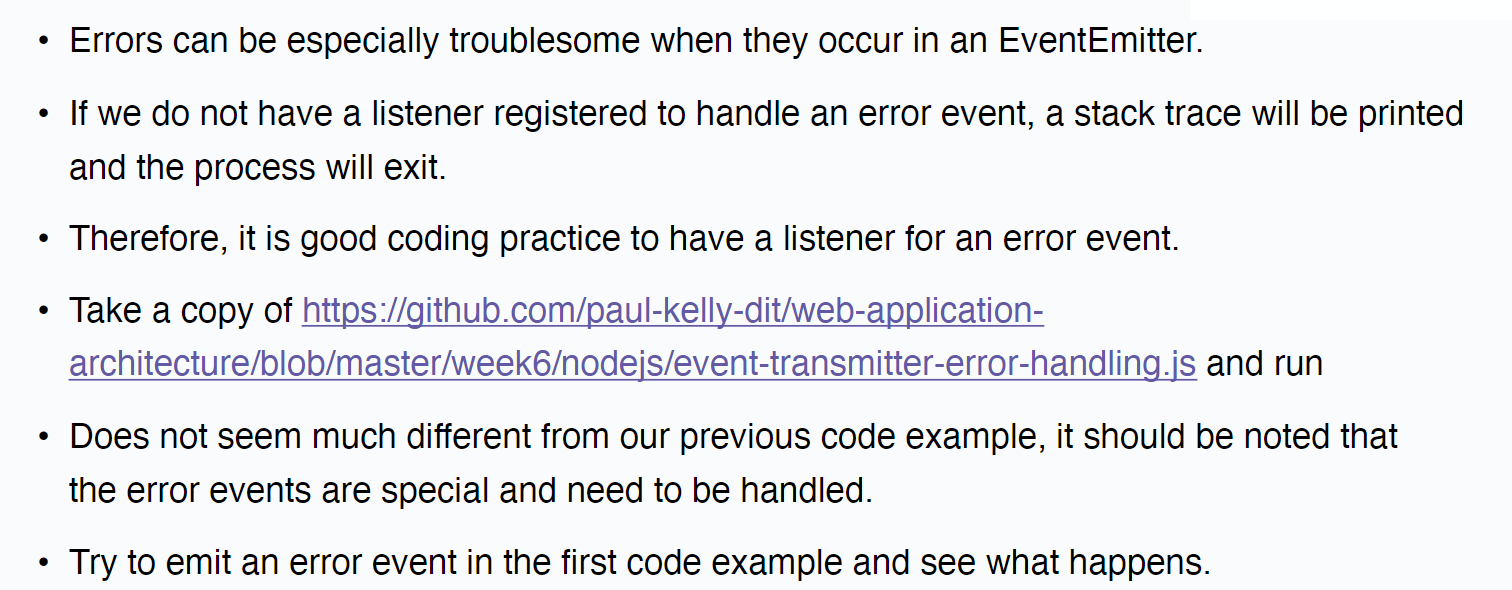 • Errors can be especially troublesome when they occur in an EventEmitter.
• If we do not have a listener registered to handle an error event, a stack trace will be printed
and the process will exit.
• Therefore, it is good coding practice to have a listener for an error event.
• Take a copy of https://github.com/paul-kelly-dit/web-application-
architecture/blob/master/week6/nodejs/event-transmitter-error-handling.js and run
• Does not seem much different from our previous code example, it should be noted that
the error events are special and need to be handled.
• Try to emit an error event in the first code example and see what happens.